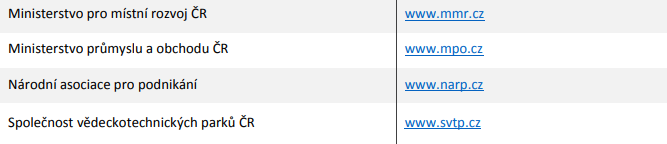 Ministerstvo pro místní rozvoj ČR www.mmr.cz
Ministerstvo průmyslu a obchodu ČR www.mpo.cz
Národní asociace pro podnikání www.narp.cz
Společnost vědeckotechnických parků ČR www.svtp.cz